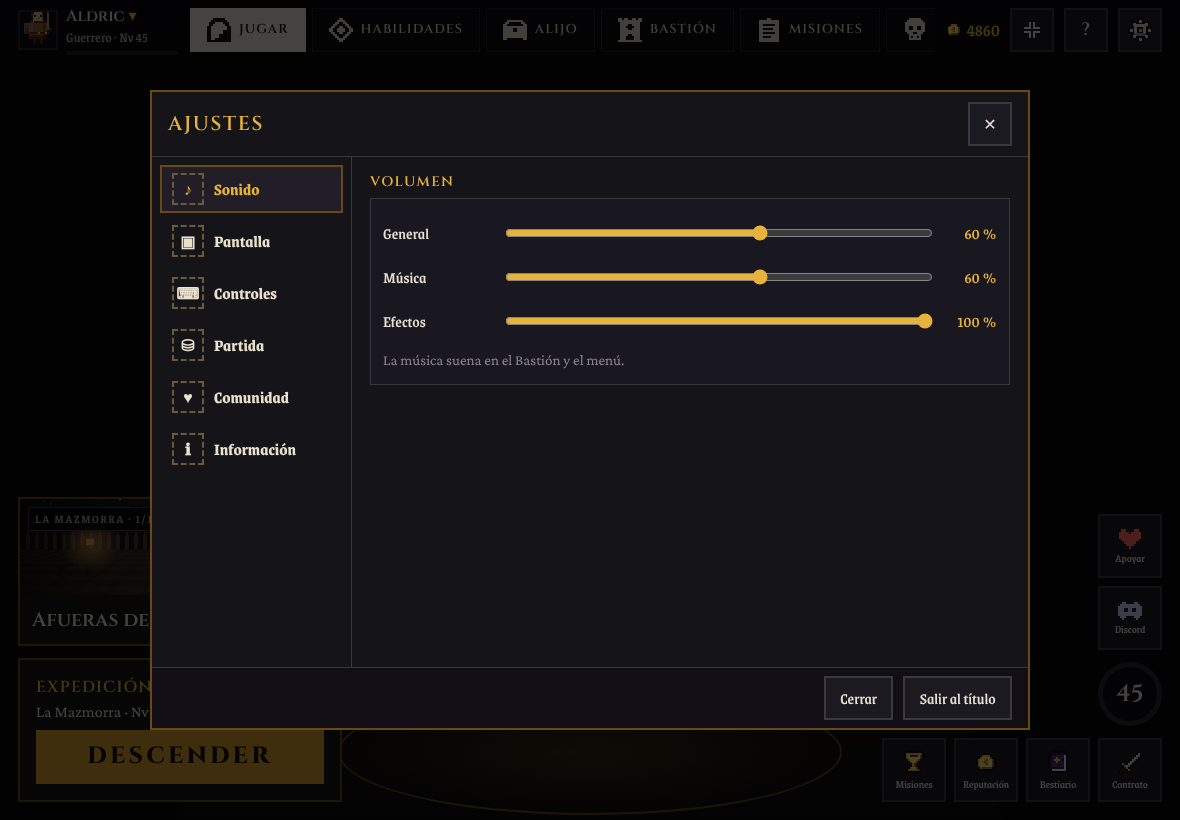 ALDRIC ▾
Guerrero · Nv 45
JUGAR
HABILIDADES
ALIJO
BASTIÓN
MISIONES
4860
?
AJUSTES
×
♪ Sonido
Pantalla
Controles
Partida
♥ Comunidad
ℹ Información
VOLUMEN
General 60 %
Música 60 %
Efectos 100 %
La música suena en el Bastión y el menú.
Cerrar
Salir al título
LA MAZMORRA · 1/1
AFUERAS DE
EXPEDICIÓN
La Mazmorra · Nv
DESCENDER
Apoyar
Discord
45
Misiones
Reputación
Bestiario
Contrato